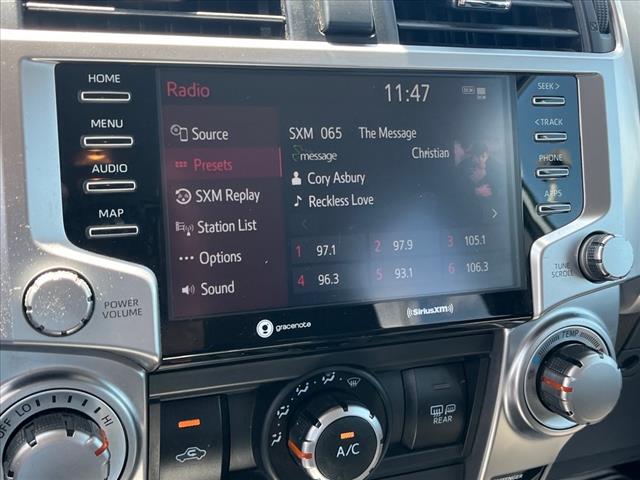 HOME
MENU
AUDIO
MAP
Radio
11:47
Source
Presets
SXM Replay
Station List
Options
Sound
SXM 065 The Message
message
Christian
Cory Asbury
Reckless Love
1 97.1 2 97.9 3 105.1
4 96.3 5 93.1 6 106.3
gracenote
SiriusXM
SEEK >
< TRACK
PHONE
APPS
POWER
VOLUME
TUNE
SCROLL
LO
HI
A/C
REAR
TEMP